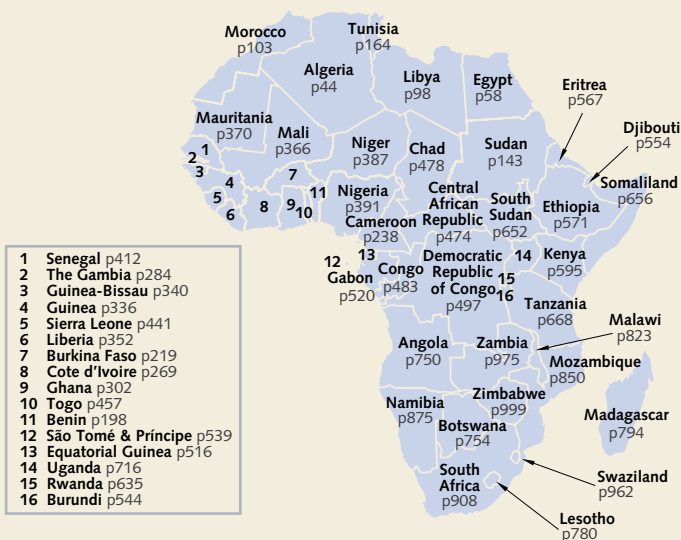 Morocco
p103
Tunisia
p164
Algeria
p44
Libya
p98
Egypt
p58
Eritrea
p567
Djibouti
p554
Somaliland
p656
Mauritania
p370
Mali
p366
Niger
p387
Chad
p478
Sudan
p143
1
2
3
4
5
6
7
8
9
10
11
Nigeria
p391
Cameroon
p238
Central
African
Republic
p474
South
Sudan
p652
Ethiopia
p571
12
13
Gabon
p520
Congo
p483
Democratic
Republic
of Congo
p497
14
15
16
Kenya
p595
Tanzania
p668
Malawi
p823
Angola
p750
Zambia
p975
Mozambique
p850
Namibia
p875
Zimbabwe
p999
Botswana
p754
Madagascar
p794
South
Africa
p908
Swaziland
p962
Lesotho
p780
1 Senegal p412
2 The Gambia p284
3 Guinea-Bissau p340
4 Guinea p336
5 Sierra Leone p441
6 Liberia p352
7 Burkina Faso p219
8 Cote d'Ivoire p269
9 Ghana p302
10 Togo p457
11 Benin p198
12 São Tomé & Príncipe p539
13 Equatorial Guinea p516
14 Uganda p716
15 Rwanda p635
16 Burundi p544